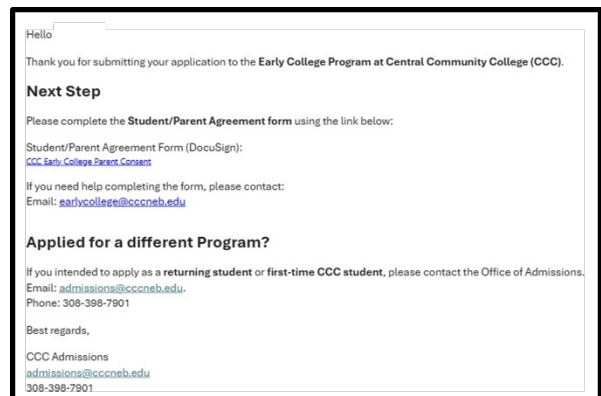 Hello
Thank you for submitting your application to the Early College Program at Central Community College (CCC).
Next Step
Please complete the Student/Parent Agreement form using the link below:
Student/Parent Agreement Form (DocuSign):
CCC Early College Parent Consent
If you need help completing the form, please contact:
Email: earlycollege@cccneb.edu
Applied for a different Program?
If you intended to apply as a returning student or first-time CCC student, please contact the Office of Admissions.
Email: admissions@cccneb.edu.
Phone: 308-398-7901
Best regards,
CCC Admissions
admissions@cccneb.edu
308-398-7901